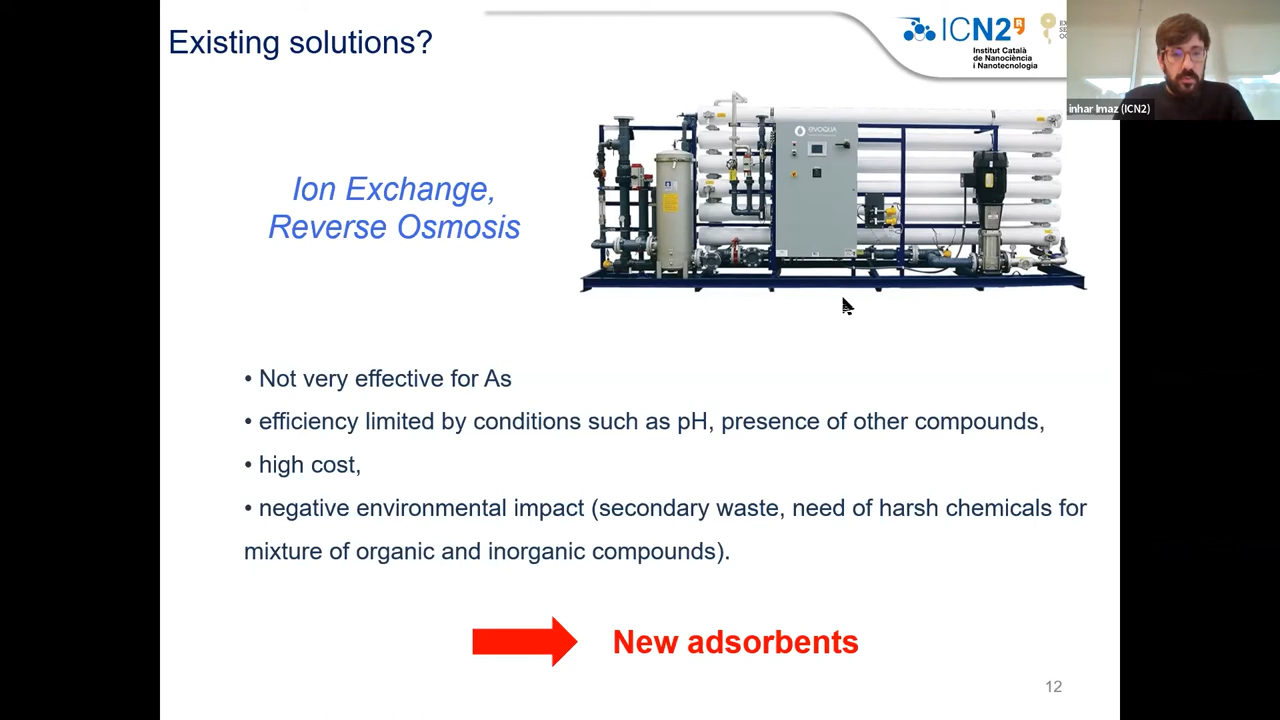 Existing solutions?
ICN2
Institut Català
de Nanociència
i Nanotecnologia
inhar Imaz (ICN2)
evoqua
Ion Exchange,
Reverse Osmosis
• Not very effective for As
• efficiency limited by conditions such as pH, presence of other compounds,
• high cost,
• negative environmental impact (secondary waste, need of harsh chemicals for
mixture of organic and inorganic compounds).
New adsorbents
12